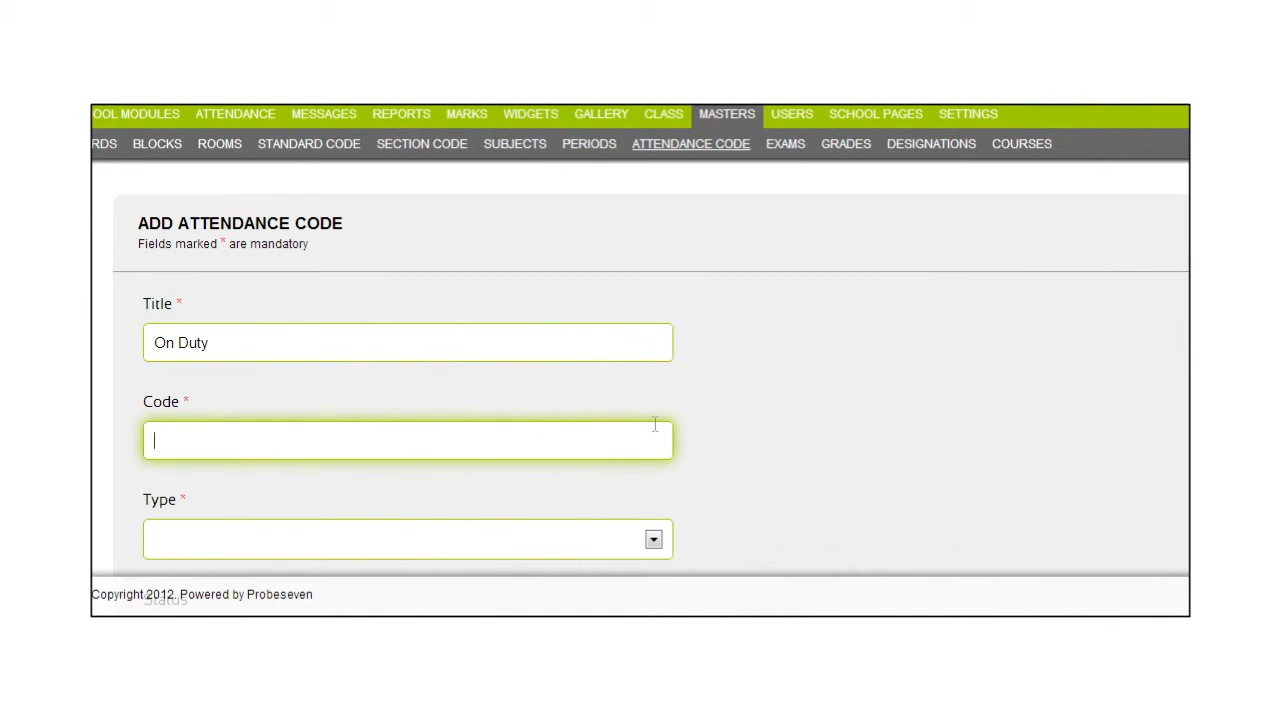 OOL MODULES ATTENDANCE MESSAGES REPORTS MARKS WIDGETS GALLERY CLASS MASTERS USERS SCHOOL PAGES SETTINGS
RDS BLOCKS ROOMS STANDARD CODE SECTION CODE SUBJECTS PERIODS ATTENDANCE CODE EXAMS GRADES DESIGNATIONS COURSES
ADD ATTENDANCE CODE
Fields marked * are mandatory
Title *
On Duty
Code *
Type *
Copyright 2012. Powered by Probeseven
Status